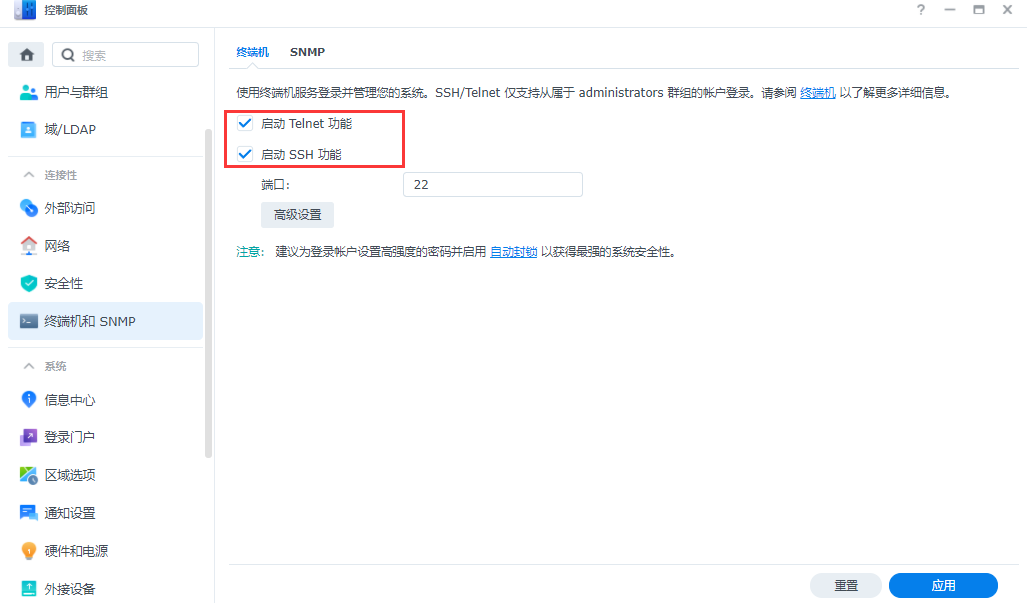 控制面板
搜索
用户与群组
域/LDAP
连接性
外部访问
网络
安全性
终端机和 SNMP
系统
信息中心
登录门户
区域选项
通知设置
硬件和电源
外接设备
终端机 SNMP
使用终端机服务登录并管理您的系统。SSH/Telnet 仅支持从属于 administrators 群组的帐户登录。请参阅 终端机 以了解更多详细信息。
启动 Telnet 功能
启动 SSH 功能
端口: 22
高级设置
注意: 建议为登录帐户设置高强度的密码并启用 自动封锁 以获得最强的系统安全性。
重置 应用